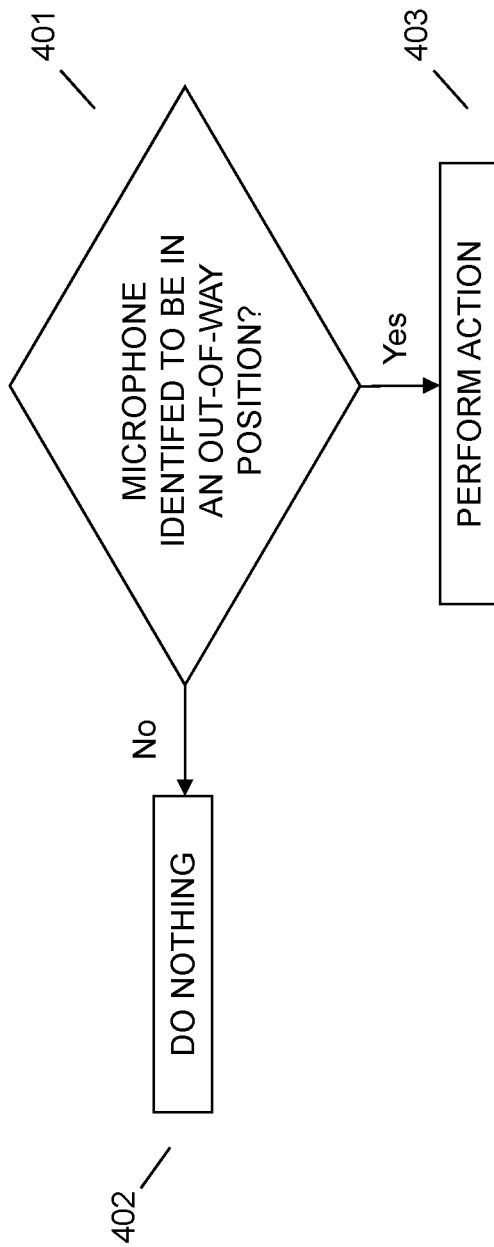 401
MICROPHONE
IDENTIFED TO BE IN
AN OUT-OF-WAY
POSITION?
No
Yes
402
DO NOTHING
PERFORM ACTION
403